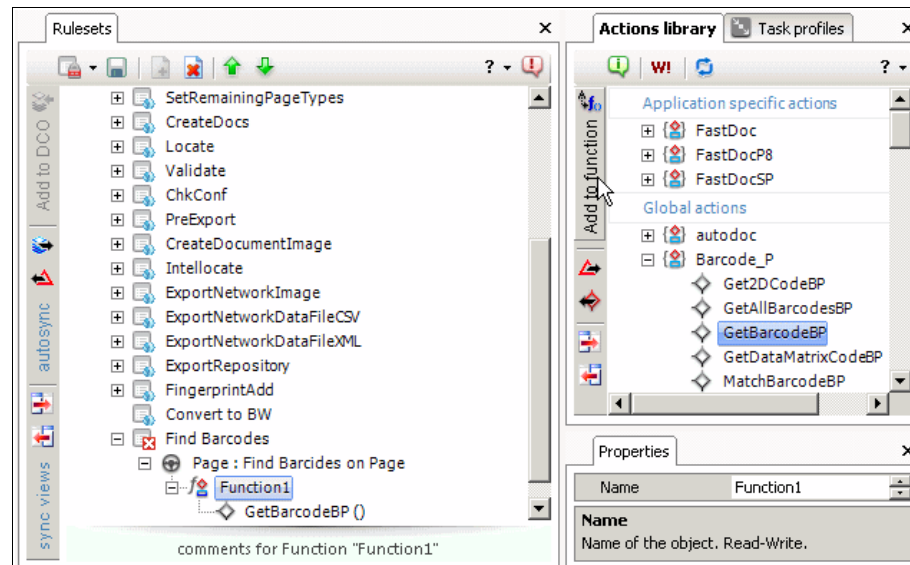 Rulesets
SetRemainingPageTypes
CreateDocs
Locate
Validate
ChkConf
PreExport
CreateDocumentImage
Intellocate
ExportNetworkImage
ExportNetworkDataFileCSV
ExportNetworkDataFileXML
ExportRepository
FingerprintAdd
Convert to BW
Find Barcodes
Page : Find Barcides on Page
Function1
GetBarcodeBP ()
comments for Function "Function1"
Add to DCO
autosync
sync views
Actions library
Task profiles
W!
Add to function
Application specific actions
FastDoc
FastDocP8
FastDocSP
Global actions
autodoc
Barcode_P
Get2DCodeBP
GetAllBarcodesBP
GetBarcodeBP
GetDataMatrixCodeBP
MatchBarcodeBP
Properties
Name Function1
Name
Name of the object. Read-Write.